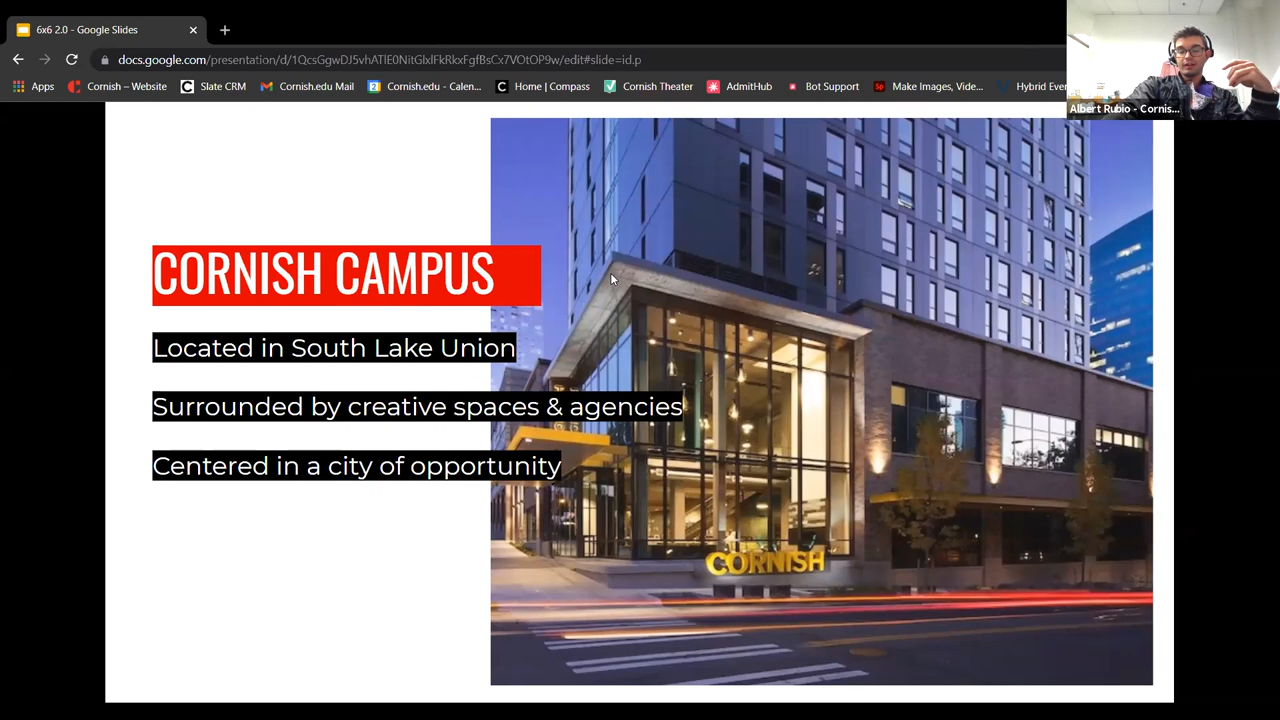 6x6 2.0 - Google Slides
docs.google.com/presentation/d/1QcsGgwDJ5vhATlE0NitGlxlFkRkxFgfBsCx7VOtOP9w/edit#slide=id.p
Apps Cornish – Website Slate CRM Cornish.edu Mail Cornish.edu - Calen... Home | Compass Cornish Theater AdmitHub Bot Support Make Images, Vide... Hybrid Eve
Albert Rubio - Cornis...
CORNISH CAMPUS
Located in South Lake Union
Surrounded by creative spaces & agencies
Centered in a city of opportunity
CORNISH